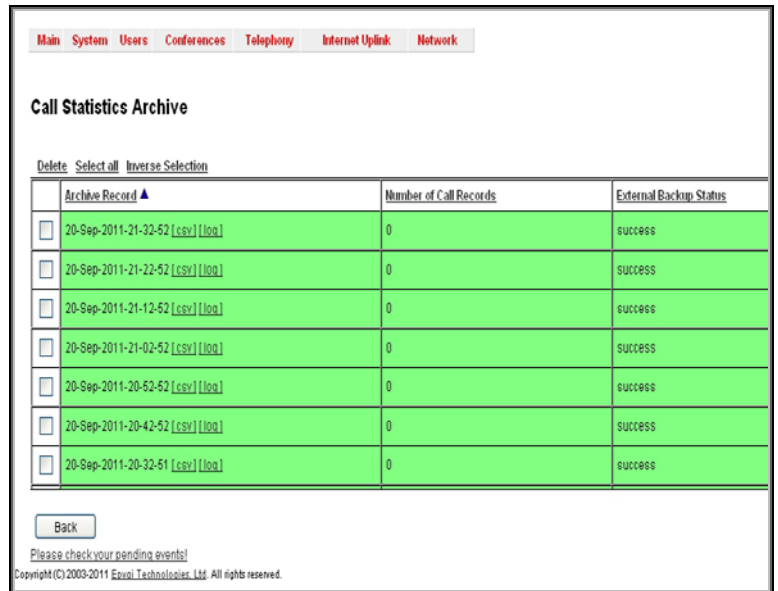 Main System Users Conferences Telephony Internet Uplink Network
Call Statistics Archive
Delete Select all Inverse Selection
Archive Record Number of Call Records External Backup Status
20-Sep-2011-21-32-52 [csv] [log] 0 success
20-Sep-2011-21-22-52 [csv] [log] 0 success
20-Sep-2011-21-12-52 [csv] [log] 0 success
20-Sep-2011-21-02-52 [csv] [log] 0 success
20-Sep-2011-20-52-52 [csv] [log] 0 success
20-Sep-2011-20-42-52 [csv] [log] 0 success
20-Sep-2011-20-32-51 [csv] [log] 0 success
Back
Please check your pending events!
Copyright (C) 2003-2011 Epygi Technologies, Ltd. All rights reserved.